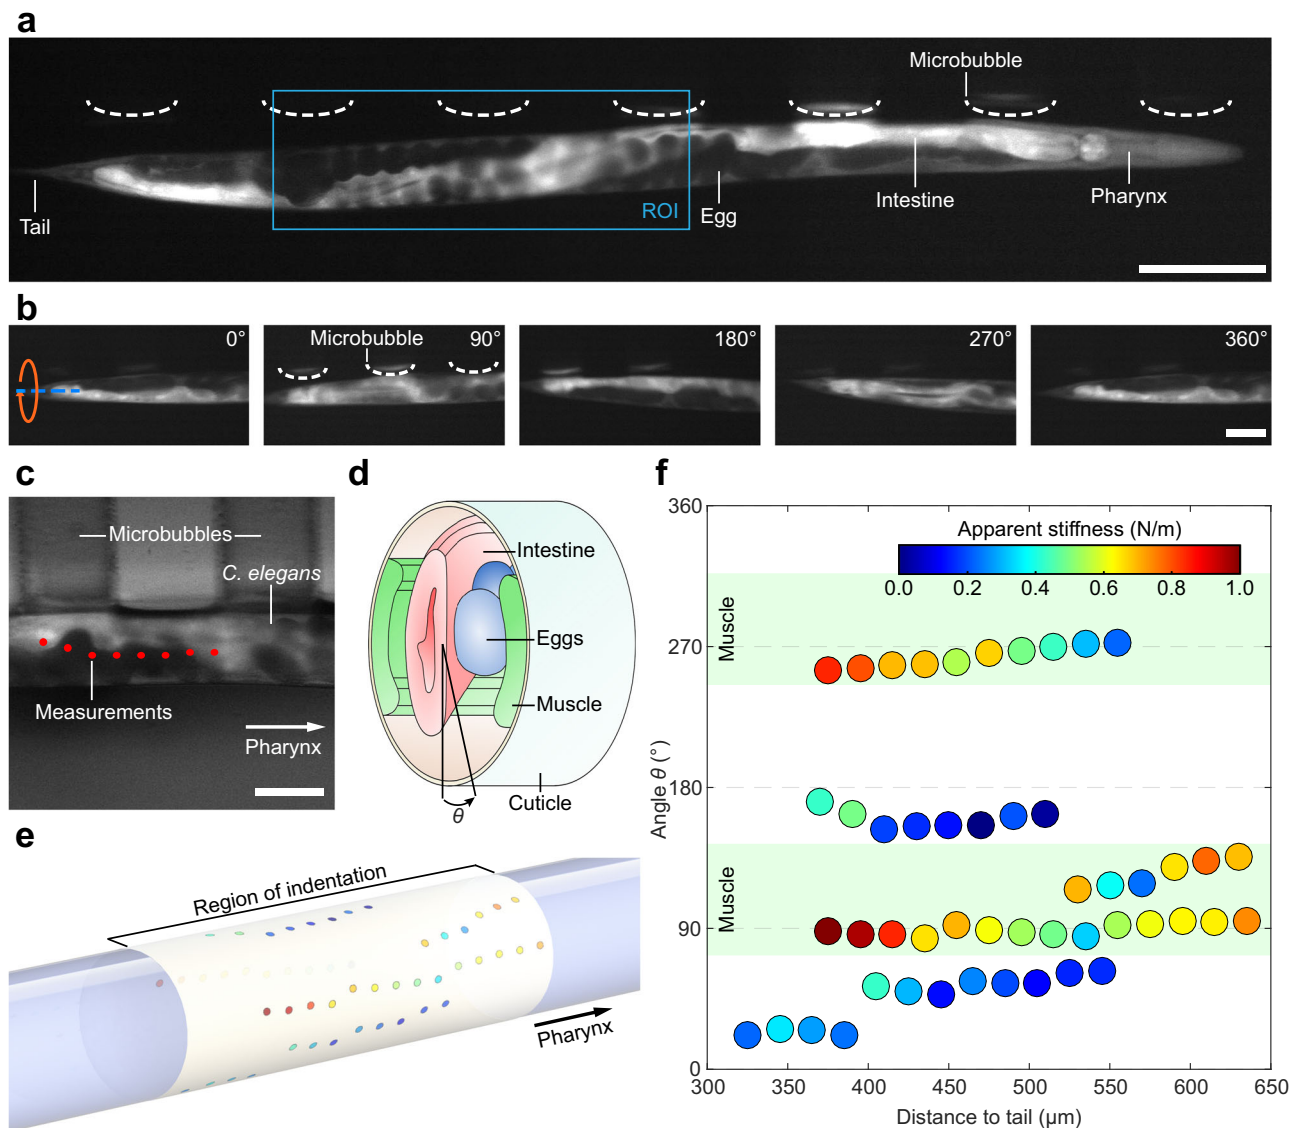 a
Microbubble
ROI
Egg
Intestine
Pharynx
Tail
b
0°
Microbubble
90°
180°
270°
360°
c
Microbubbles
C. elegans
Measurements
Pharynx
d
Intestine
Eggs
Muscle
Cuticle
θ
e
Region of indentation
Pharynx
f
Apparent stiffness (N/m)
0.0 0.2 0.4 0.6 0.8 1.0
Muscle
Muscle
Angle θ (°)
360
270
180
90
0
300 350 400 450 500 550 600 650
Distance to tail (µm)